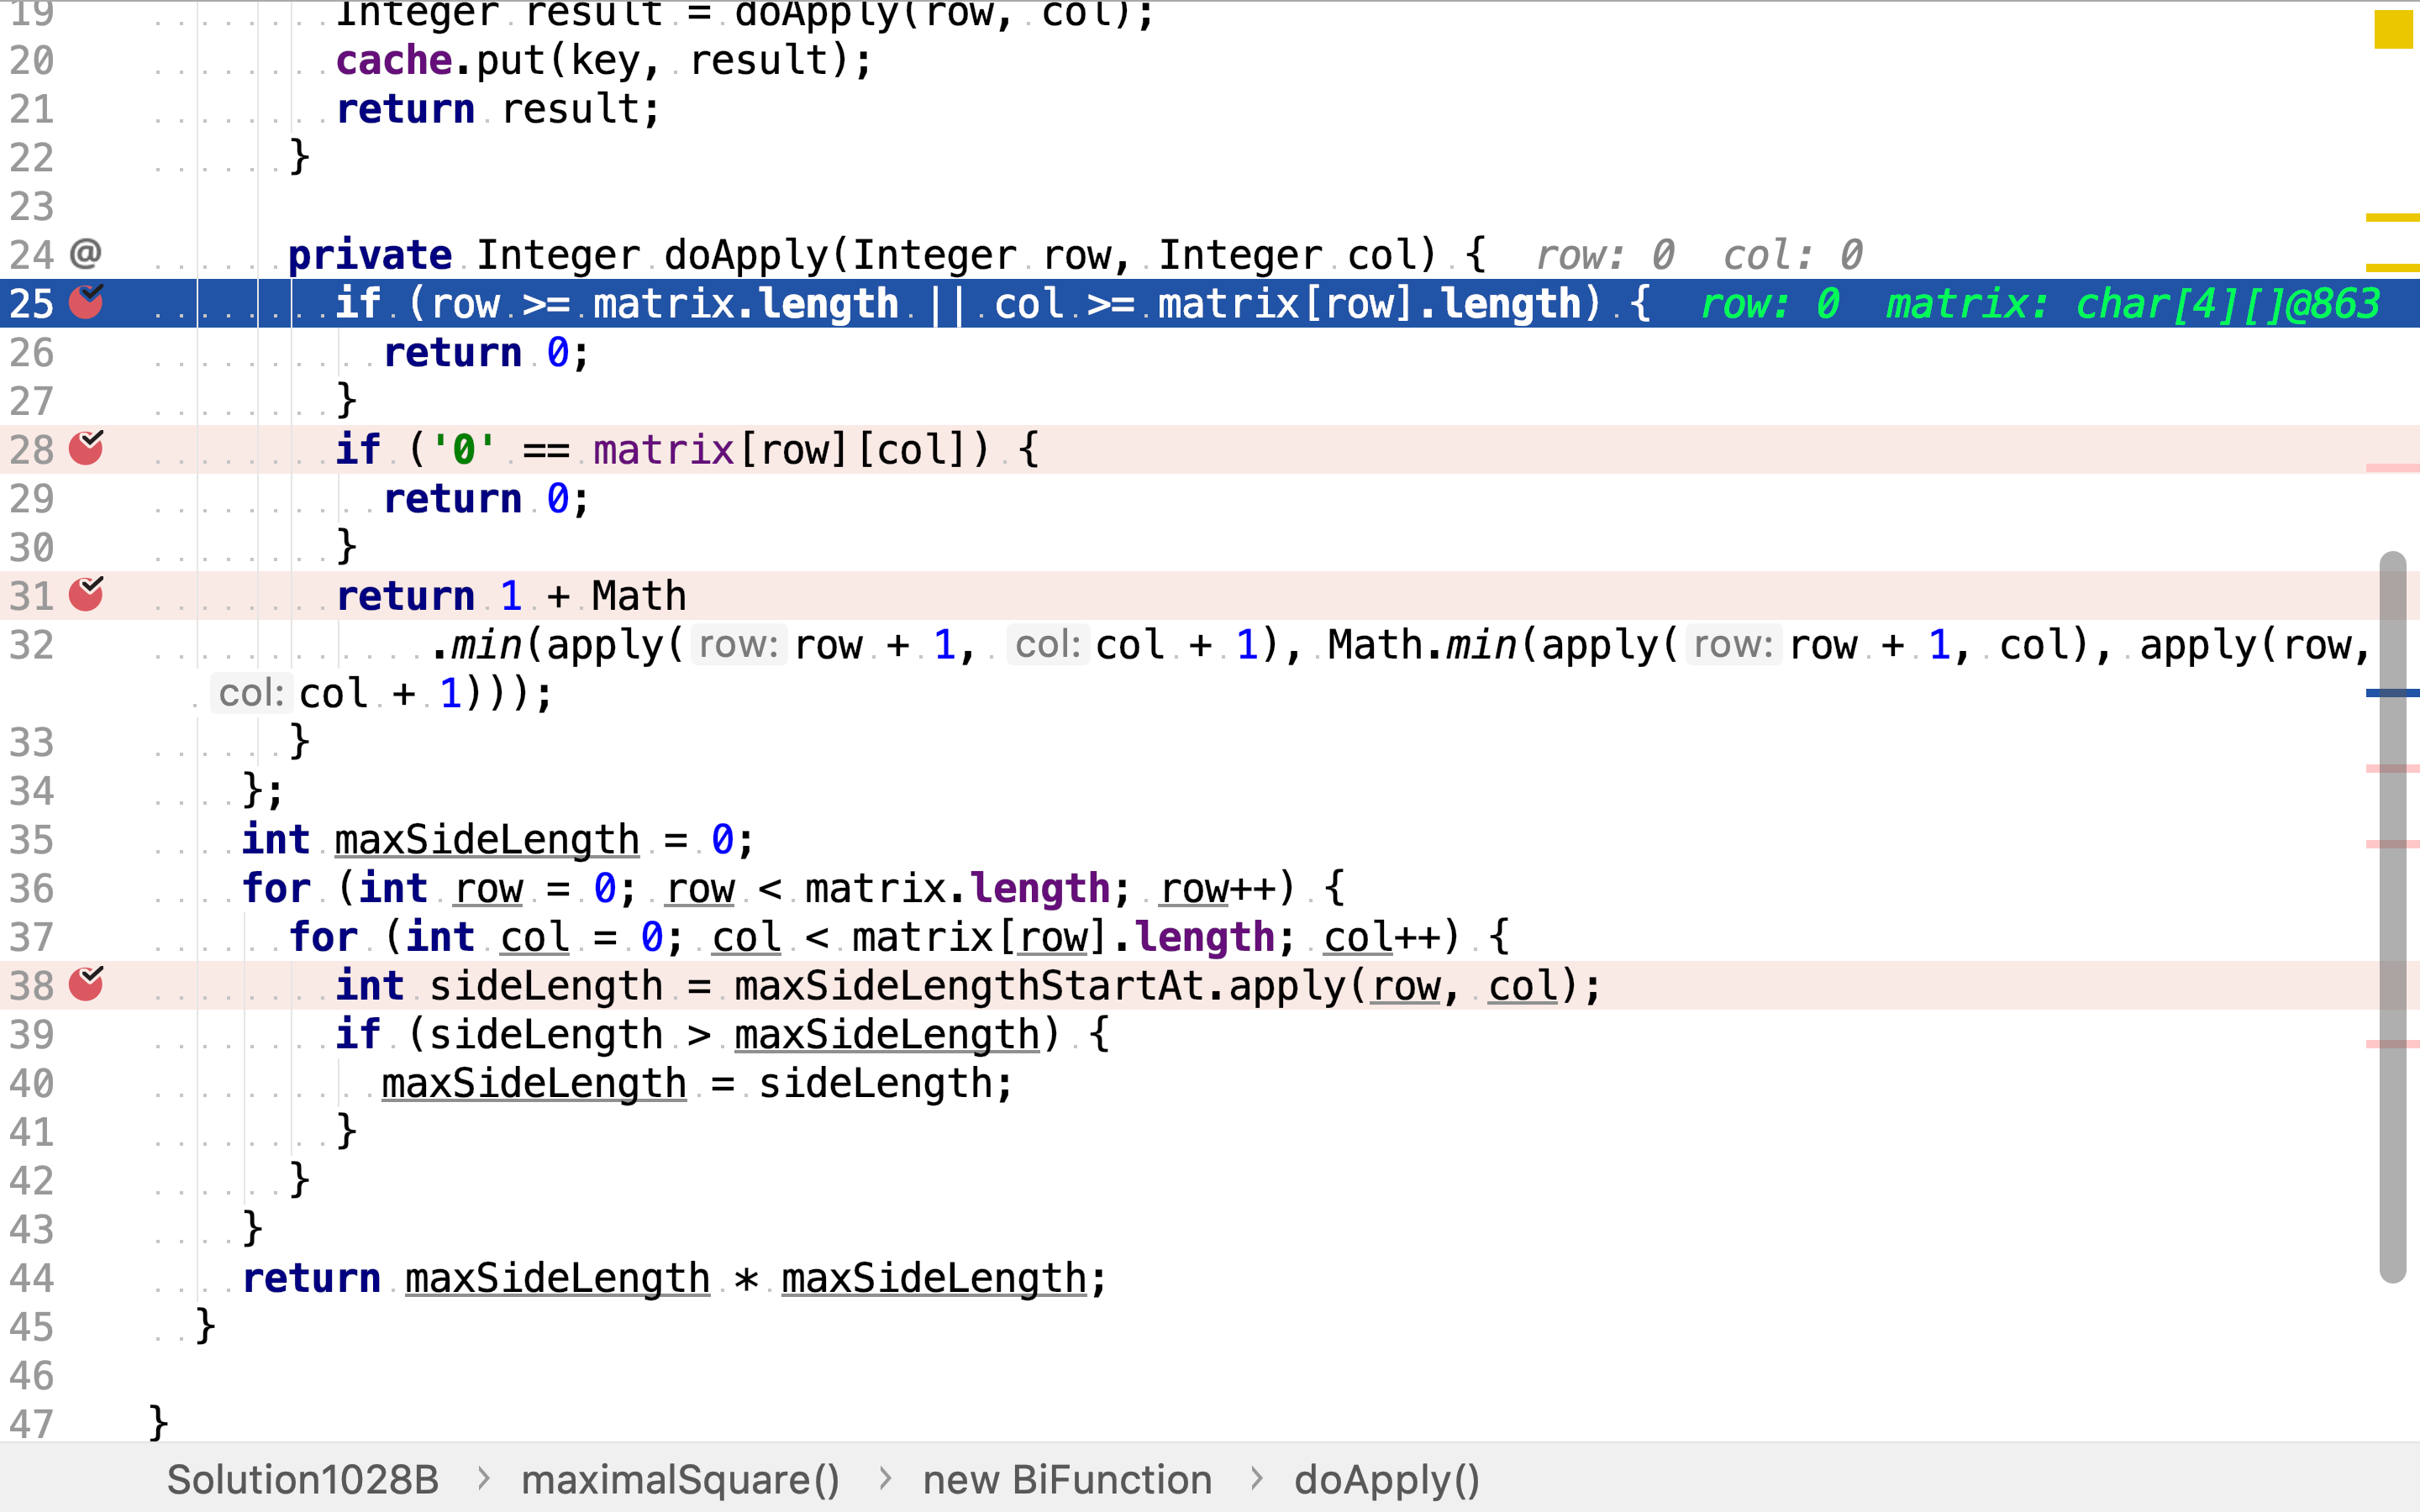 19 Integer result = doApply(row, col);
20 cache.put(key, result);
21 return result;
22 }
23
24 @ private Integer doApply(Integer row, Integer col) { row: 0 col: 0
25 if (row >= matrix.length || col >= matrix[row].length) { row: 0 matrix: char[4][]@863
26 return 0;
27 }
28 if ('0' == matrix[row][col]) {
29 return 0;
30 }
31 return 1 + Math
32 .min(apply( row: row + 1, col: col + 1), Math.min(apply( row: row + 1, col), apply(row,
col: col + 1)));
33 }
34 };
35 int maxSideLength = 0;
36 for (int row = 0; row < matrix.length; row++) {
37 for (int col = 0; col < matrix[row].length; col++) {
38 int sideLength = maxSideLengthStartAt.apply(row, col);
39 if (sideLength > maxSideLength) {
40 maxSideLength = sideLength;
41 }
42 }
43 }
44 return maxSideLength * maxSideLength;
45 }
46
47 }
Solution1028B > maximalSquare() > new BiFunction > doApply()